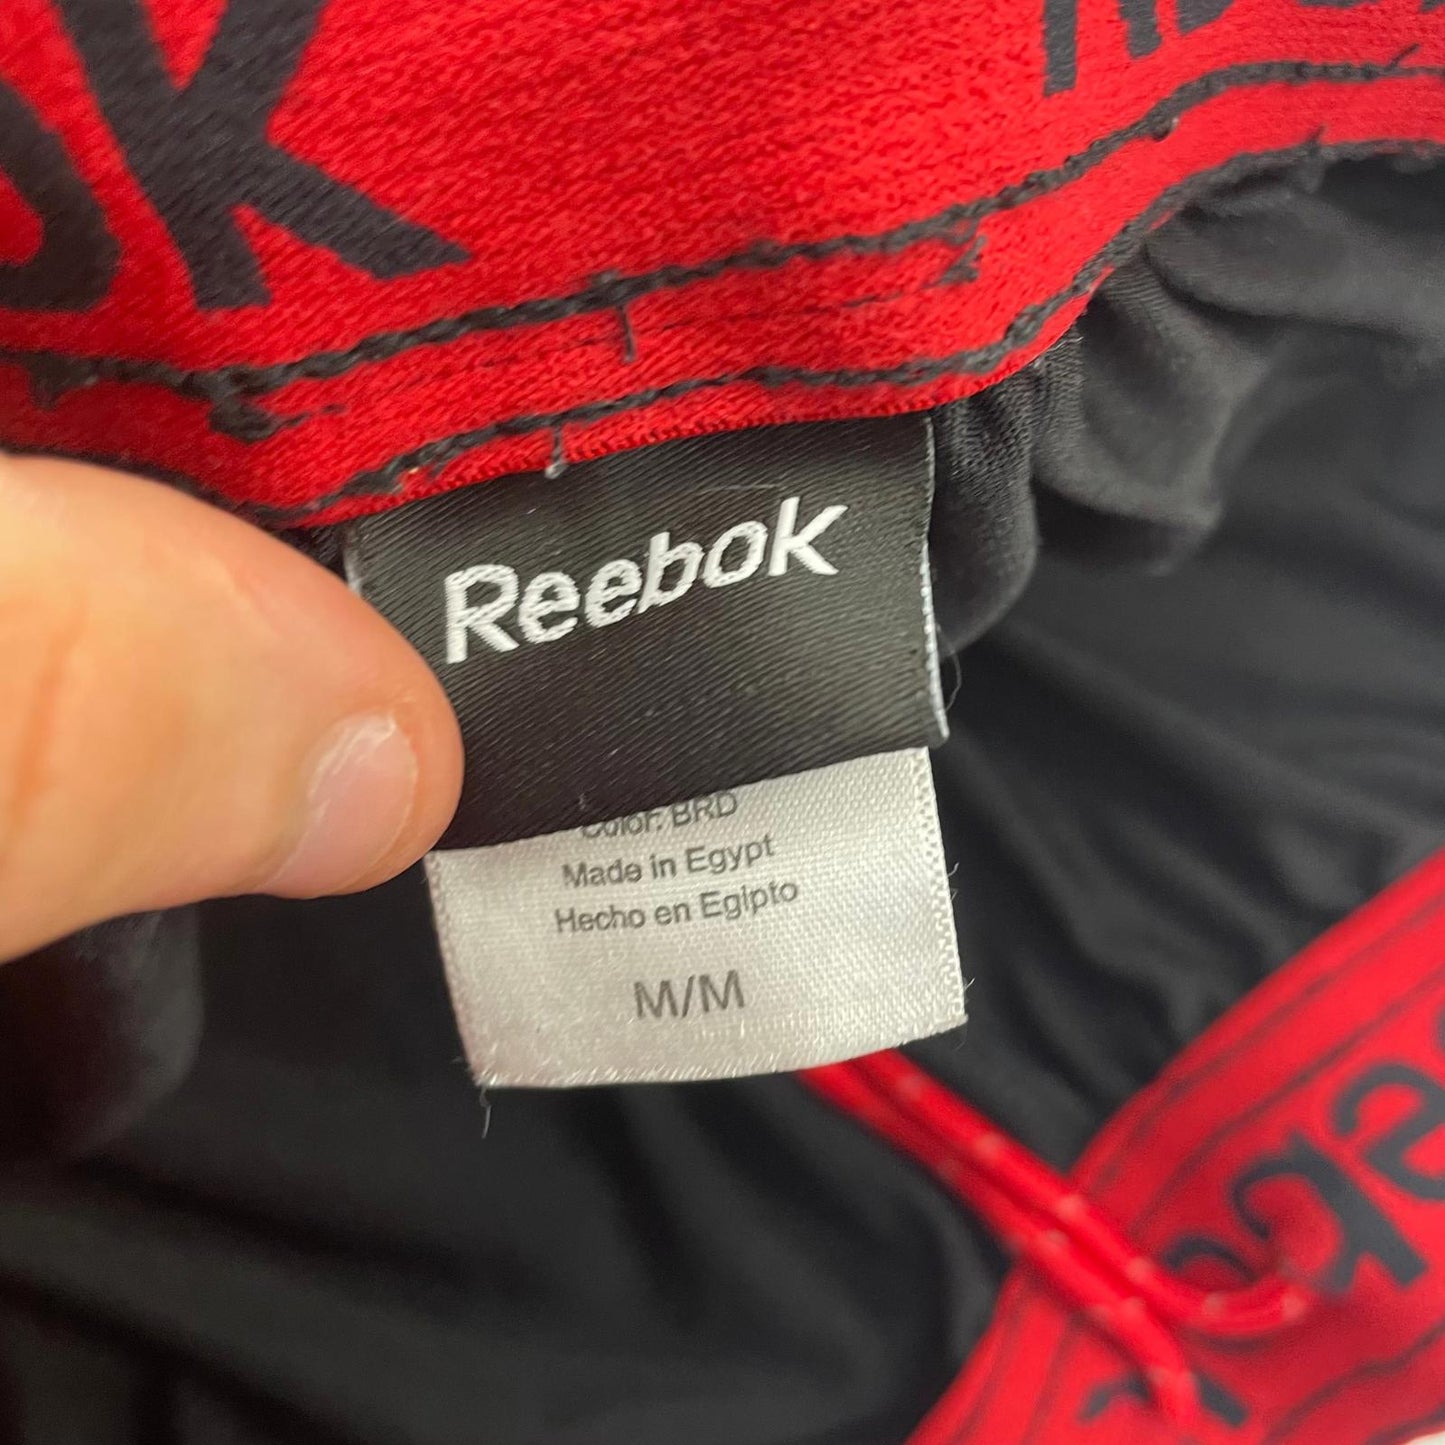 Reebok
Color: BRD
Made in Egypt
Hecho en Egipto
M/M